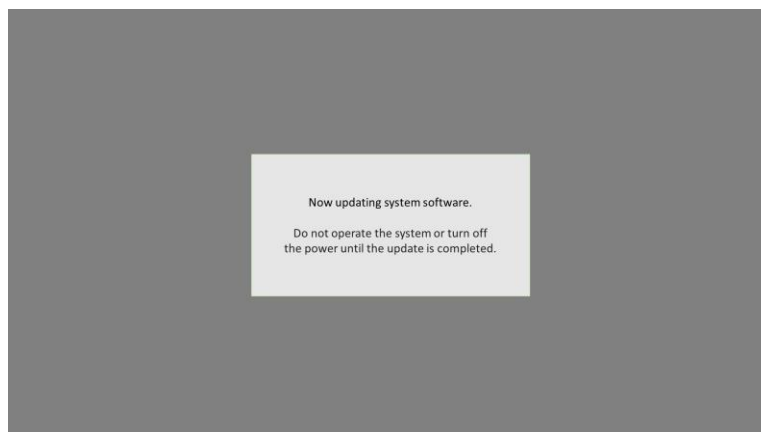 Now updating system software.
Do not operate the system or turn off
the power until the update is completed.